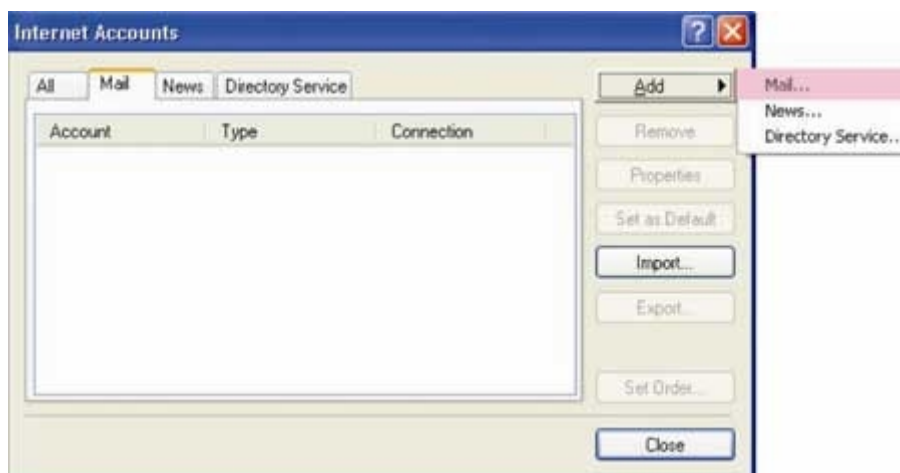 Internet Accounts
All Mail News Directory Service
Account Type Connection
Add
Remove
Properties
Set as Default
Import...
Export...
Set Order...
Close
Mail...
News...
Directory Service..